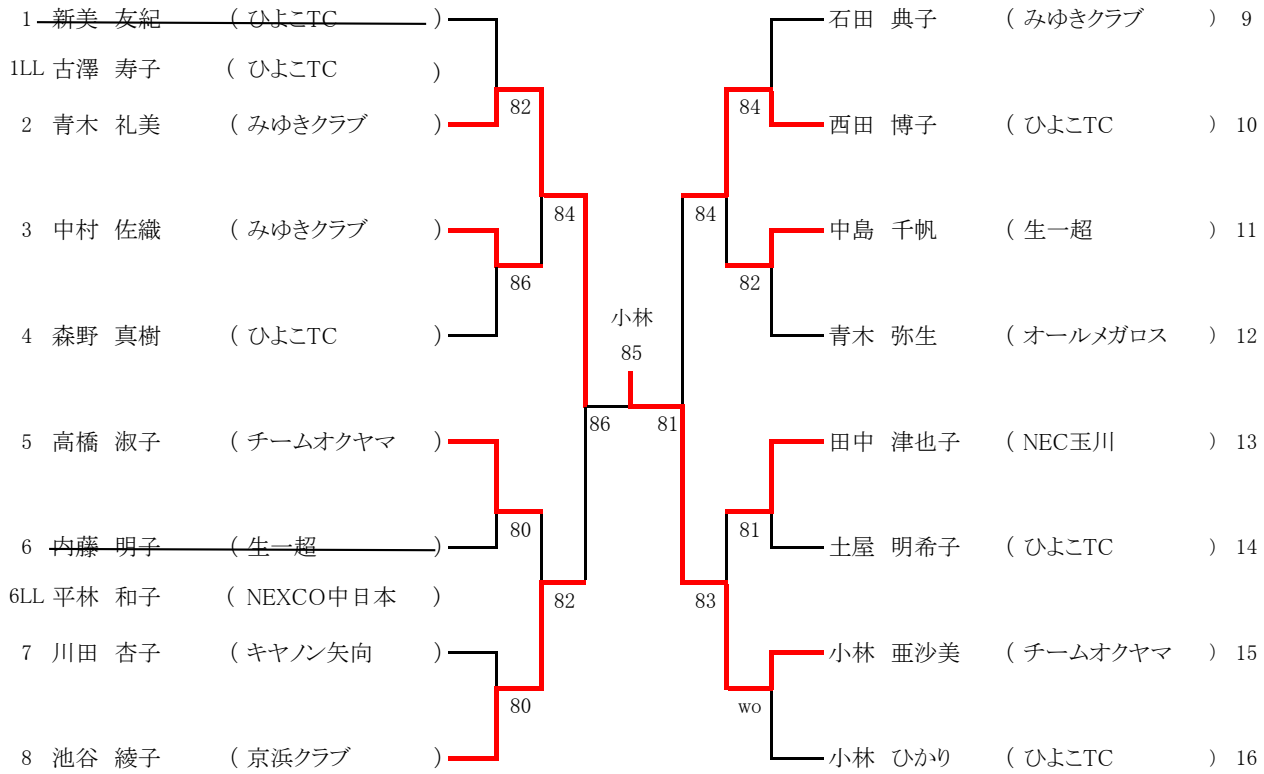 1 新美 友紀 ( ひよこTC )
1LL 古澤 寿子 ( ひよこTC )
82
2 青木 礼美 ( みゆきクラブ )
84
3 中村 佐織 ( みゆきクラブ )
86
4 森野 真樹 ( ひよこTC )
86
5 高橋 淑子 ( チームオクヤマ )
80
6 内藤 明子 ( 生一超 )
6LL 平林 和子 ( NEXCO中日本 )
82
7 川田 杏子 ( キヤノン矢向 )
80
8 池谷 綾子 ( 京浜クラブ )
小林
85
石田 典子 ( みゆきクラブ ) 9
84
西田 博子 ( ひよこTC ) 10
84
中島 千帆 ( 生一超 ) 11
82
青木 弥生 ( オールメガロス ) 12
81
田中 津也子 ( NEC玉川 ) 13
81
土屋 明希子 ( ひよこTC ) 14
83
小林 亜沙美 ( チームオクヤマ ) 15
wo
小林 ひかり ( ひよこTC ) 16